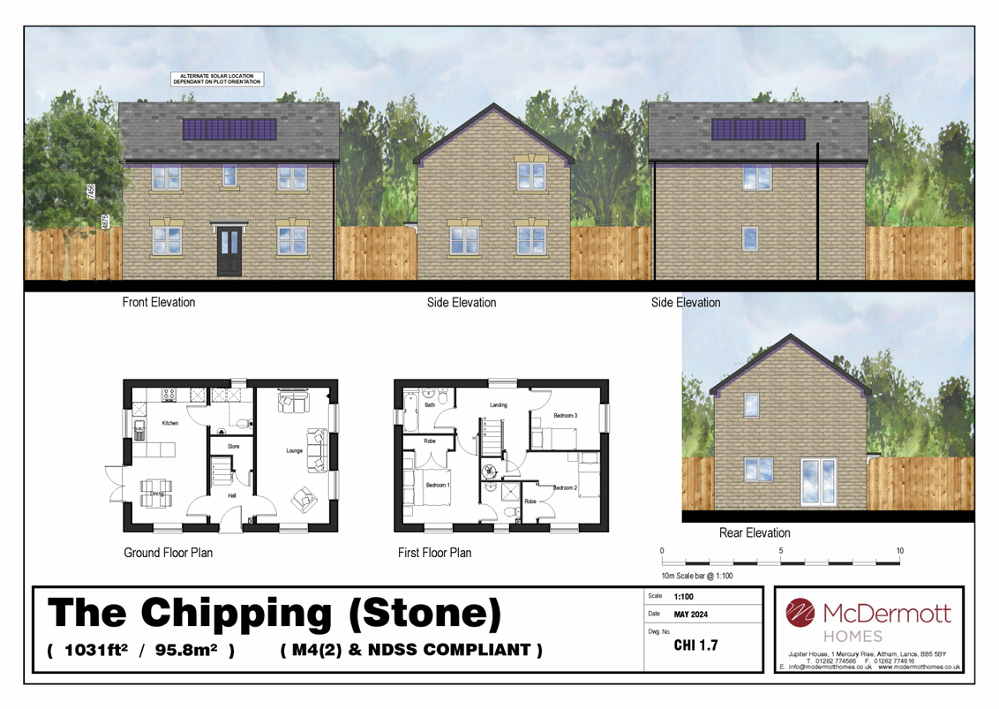 ALTERNATE SOLAR LOCATION
DEPENDANT ON PLOT ORIENTATION
7456
4875
Front Elevation
Side Elevation
Side Elevation
Kitchen
Store
Lounge
Dining
Hall
Ground Floor Plan
Bath
Landing
Bedroom 3
Robe
Bedroom 1
Bedroom 2
Robe
First Floor Plan
Rear Elevation
0 5 10
10m Scale bar @ 1:100
The Chipping (Stone)
( 1031ft² / 95.8m² ) ( M4(2) & NDSS COMPLIANT )
Scale 1:100
Date MAY 2024
Dwg. No.
CHI 1.7
McDermott
HOMES
Jupiter House, 1 Mercury Rise, Altham, Lancs. BB5 5BY
T. 01282 774586 F. 01282 774616
E. info@mcdermotthomes.co.uk www.mcdermotthomes.co.uk